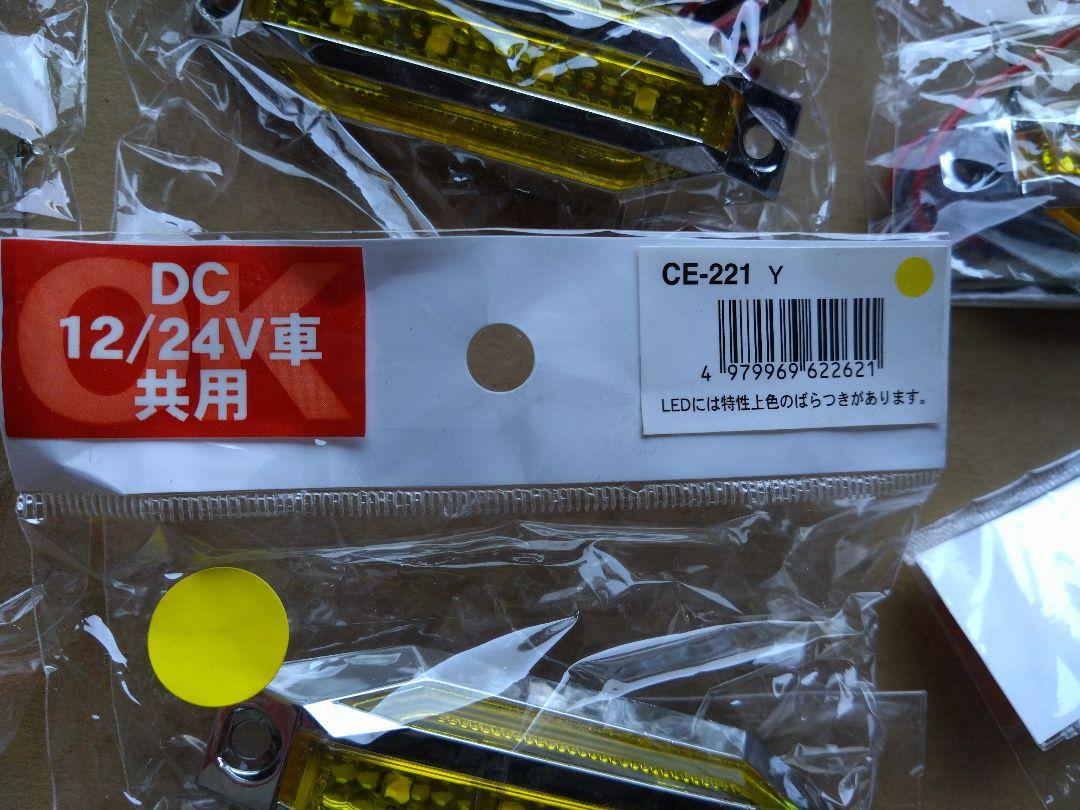 OK
DC
12/24V車
共用
CE-221 Y
4 979969 622621
LEDには特性上色のばらつきがあります。